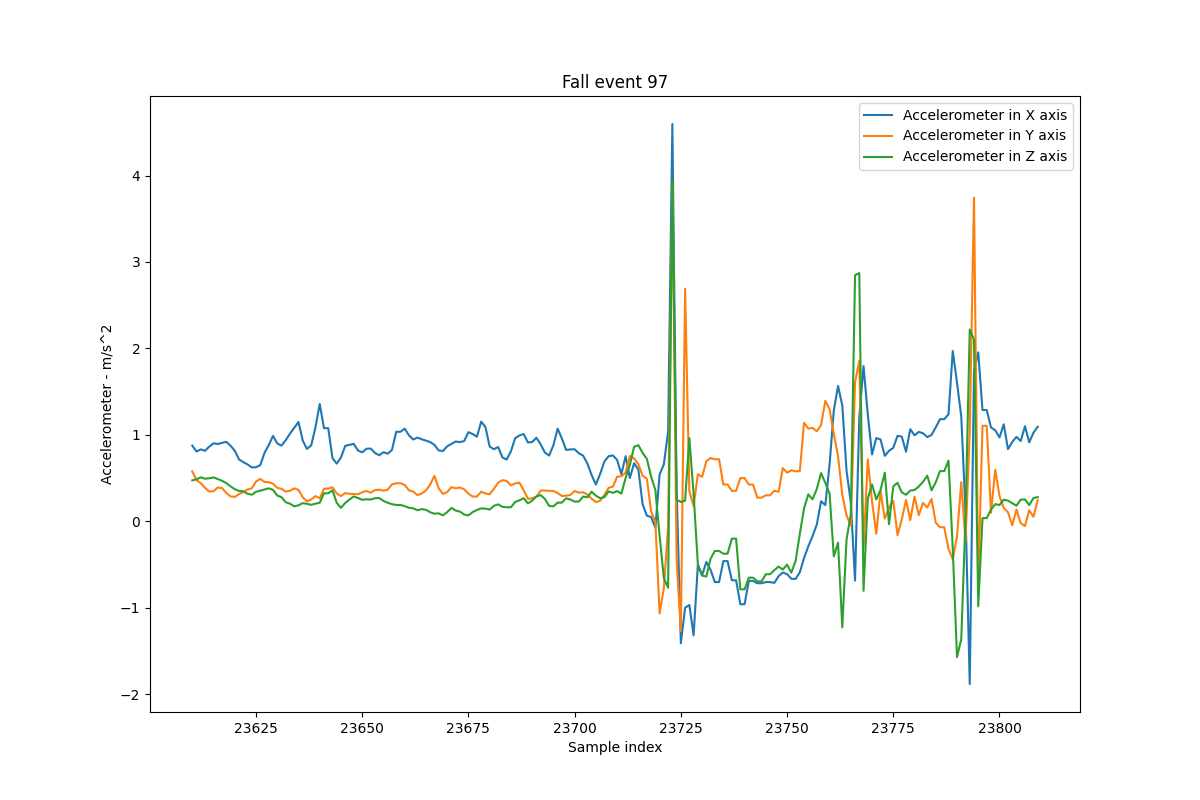 Fall event 97
Accelerometer in X axis
Accelerometer in Y axis
Accelerometer in Z axis
Accelerometer - m/s^2
4
3
2
1
0
−1
−2
23625 23650 23675 23700 23725 23750 23775 23800
Sample index